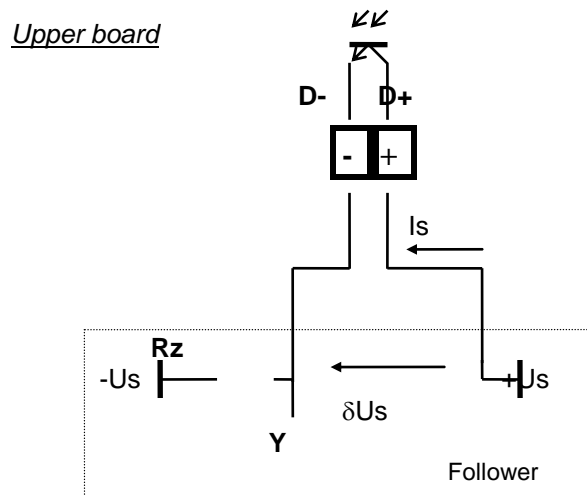 Upper board
D- D+
- +
Is
Rz
-Us +Us
δUs
Y
Follower